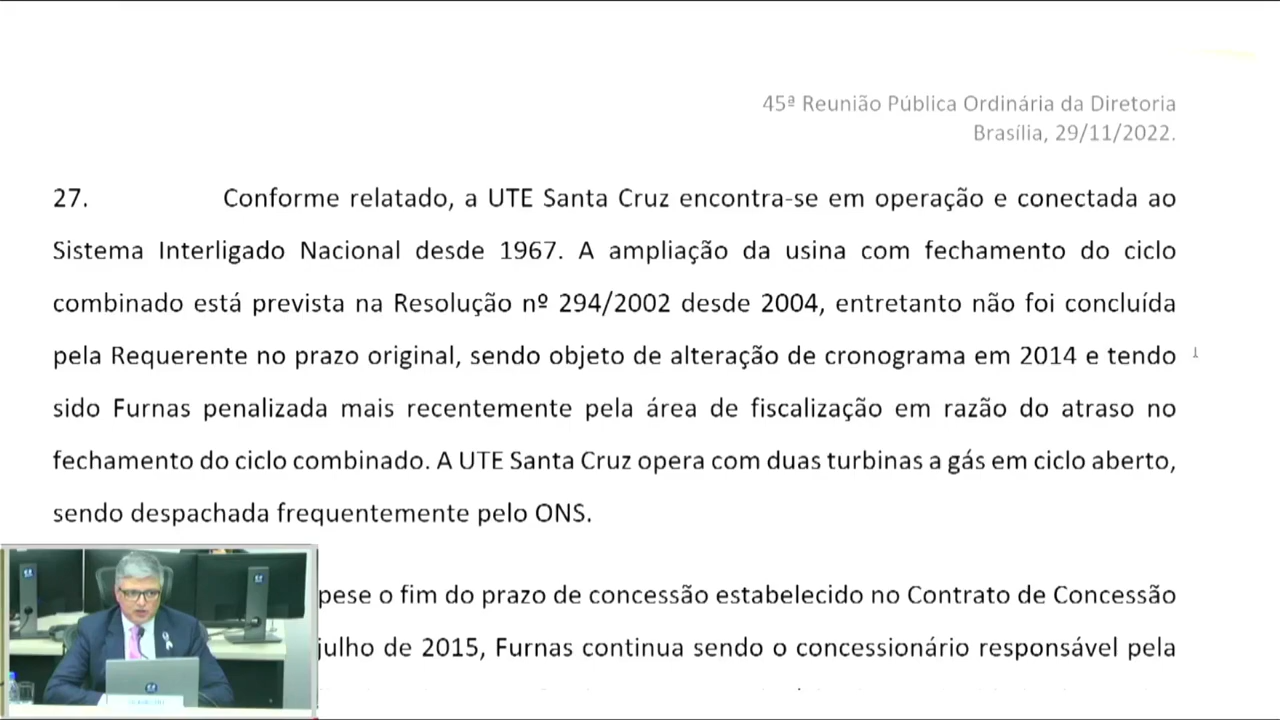 45ª Reunião Pública Ordinária da Diretoria
Brasília, 29/11/2022.
27. Conforme relatado, a UTE Santa Cruz encontra-se em operação e conectada ao
Sistema Interligado Nacional desde 1967. A ampliação da usina com fechamento do ciclo
combinado está prevista na Resolução nº 294/2002 desde 2004, entretanto não foi concluída
pela Requerente no prazo original, sendo objeto de alteração de cronograma em 2014 e tendo
sido Furnas penalizada mais recentemente pela área de fiscalização em razão do atraso no
fechamento do ciclo combinado. A UTE Santa Cruz opera com duas turbinas a gás em ciclo aberto,
sendo despachada frequentemente pelo ONS.
pese o fim do prazo de concessão estabelecido no Contrato de Concessão
julho de 2015, Furnas continua sendo o concessionário responsável pela